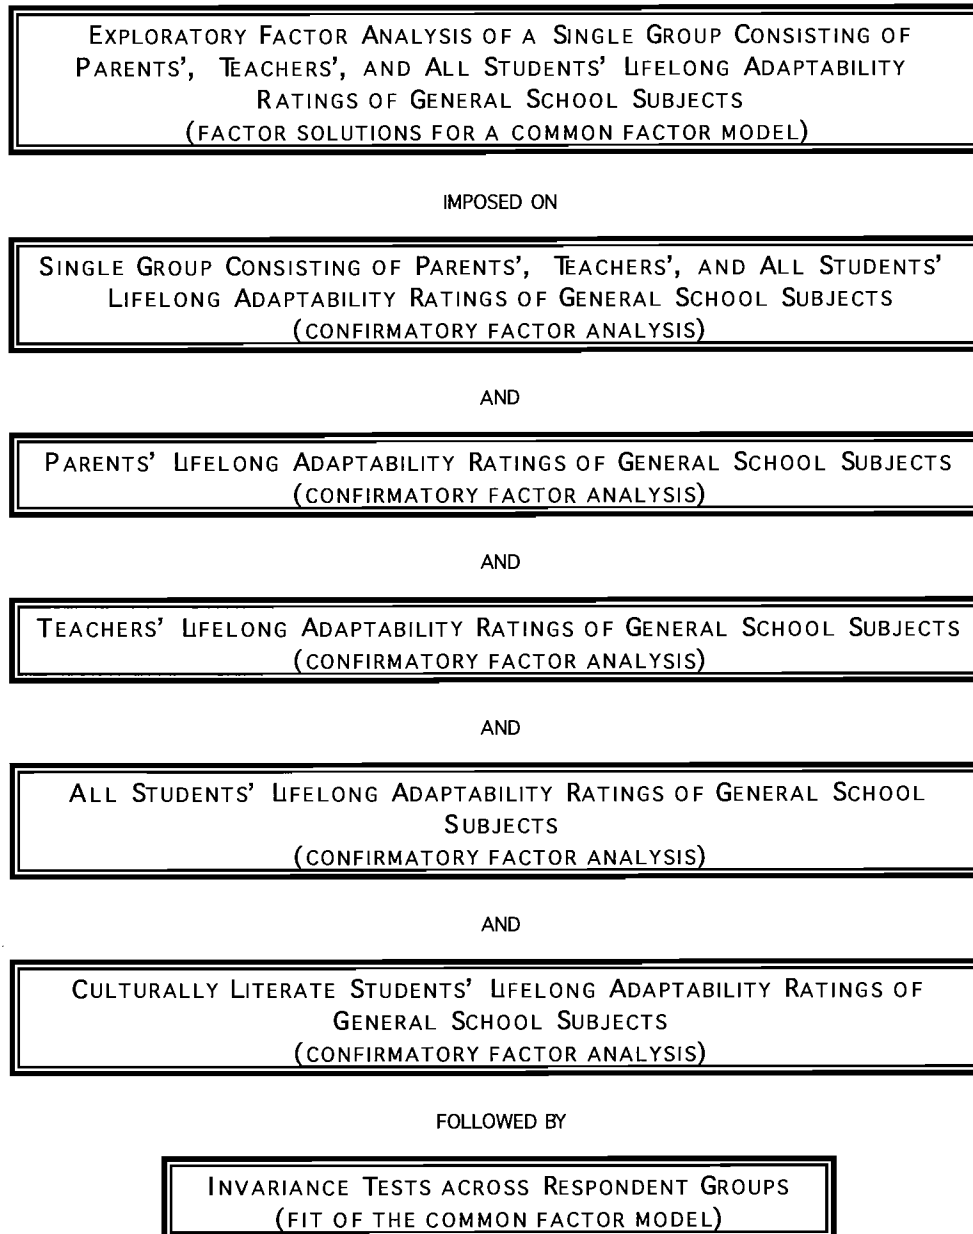 EXPLORATORY FACTOR ANALYSIS OF A SINGLE GROUP CONSISTING OF
PARENTS', TEACHERS', AND ALL STUDENTS' LIFELONG ADAPTABILITY
RATINGS OF GENERAL SCHOOL SUBJECTS
(FACTOR SOLUTIONS FOR A COMMON FACTOR MODEL)
IMPOSED ON
SINGLE GROUP CONSISTING OF PARENTS', TEACHERS', AND ALL STUDENTS'
LIFELONG ADAPTABILITY RATINGS OF GENERAL SCHOOL SUBJECTS
(CONFIRMATORY FACTOR ANALYSIS)
AND
PARENTS' LIFELONG ADAPTABILITY RATINGS OF GENERAL SCHOOL SUBJECTS
(CONFIRMATORY FACTOR ANALYSIS)
AND
TEACHERS' LIFELONG ADAPTABILITY RATINGS OF GENERAL SCHOOL SUBJECTS
(CONFIRMATORY FACTOR ANALYSIS)
AND
ALL STUDENTS' LIFELONG ADAPTABILITY RATINGS OF GENERAL SCHOOL
SUBJECTS
(CONFIRMATORY FACTOR ANALYSIS)
AND
CULTURALLY LITERATE STUDENTS' LIFELONG ADAPTABILITY RATINGS OF
GENERAL SCHOOL SUBJECTS
(CONFIRMATORY FACTOR ANALYSIS)
FOLLOWED BY
INVARIANCE TESTS ACROSS RESPONDENT GROUPS
(FIT OF THE COMMON FACTOR MODEL)